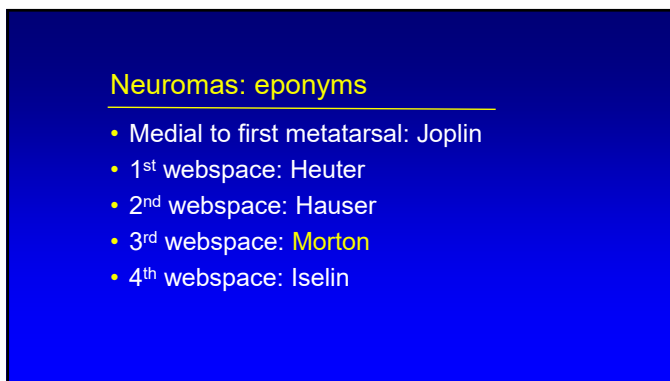 Neuromas: eponyms
• Medial to first metatarsal: Joplin
• 1st webspace: Heuter
• 2nd webspace: Hauser
• 3rd webspace: Morton
• 4th webspace: Iselin